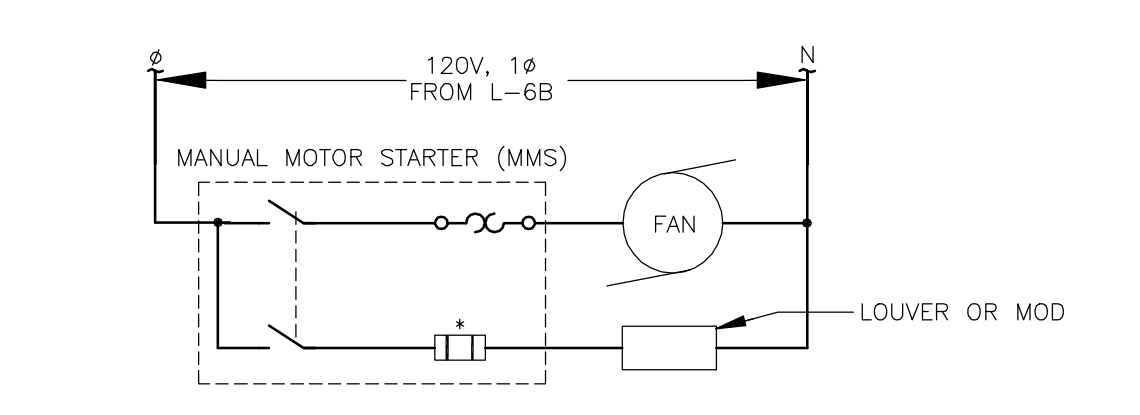 ø N
120V, 1ø
FROM L-6B
MANUAL MOTOR STARTER (MMS)
FAN
*
LOUVER OR MOD